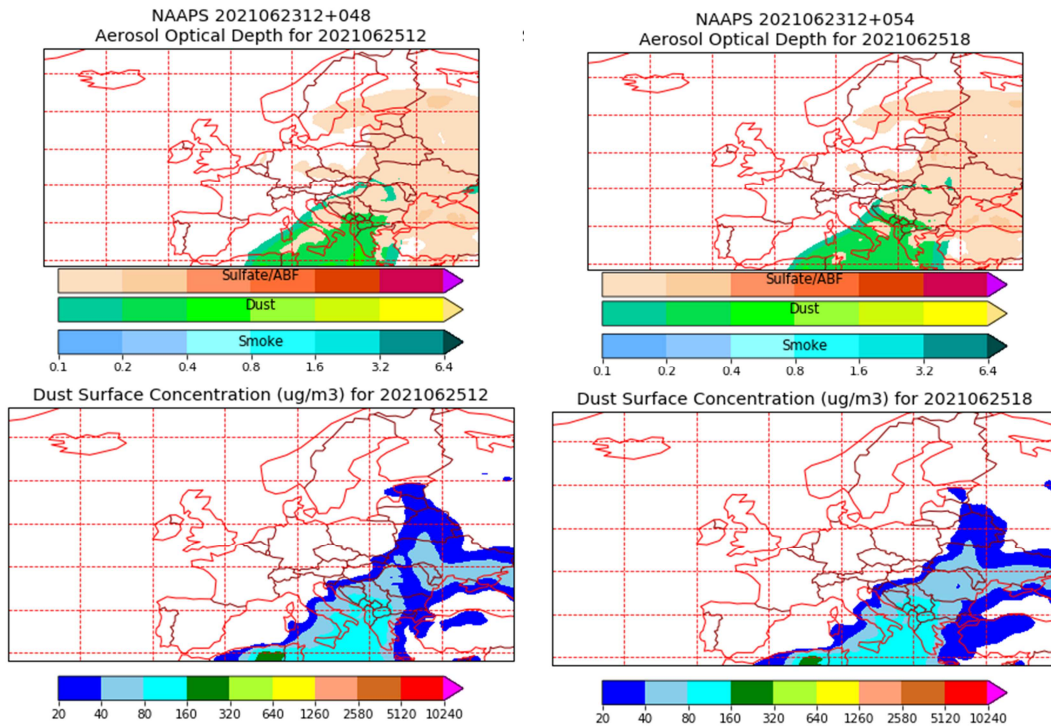 NAAPS 2021062312+048
Aerosol Optical Depth for 2021062512
Sulfate/ABF
Dust
Smoke
0.1 0.2 0.4 0.8 1.6 3.2 6.4
NAAPS 2021062312+054
Aerosol Optical Depth for 2021062518
Sulfate/ABF
Dust
Smoke
0.1 0.2 0.4 0.8 1.6 3.2 6.4
Dust Surface Concentration (ug/m3) for 2021062512
20 40 80 160 320 640 1260 2580 5120 10240
Dust Surface Concentration (ug/m3) for 2021062518
20 40 80 160 320 640 1260 2580 5120 10240